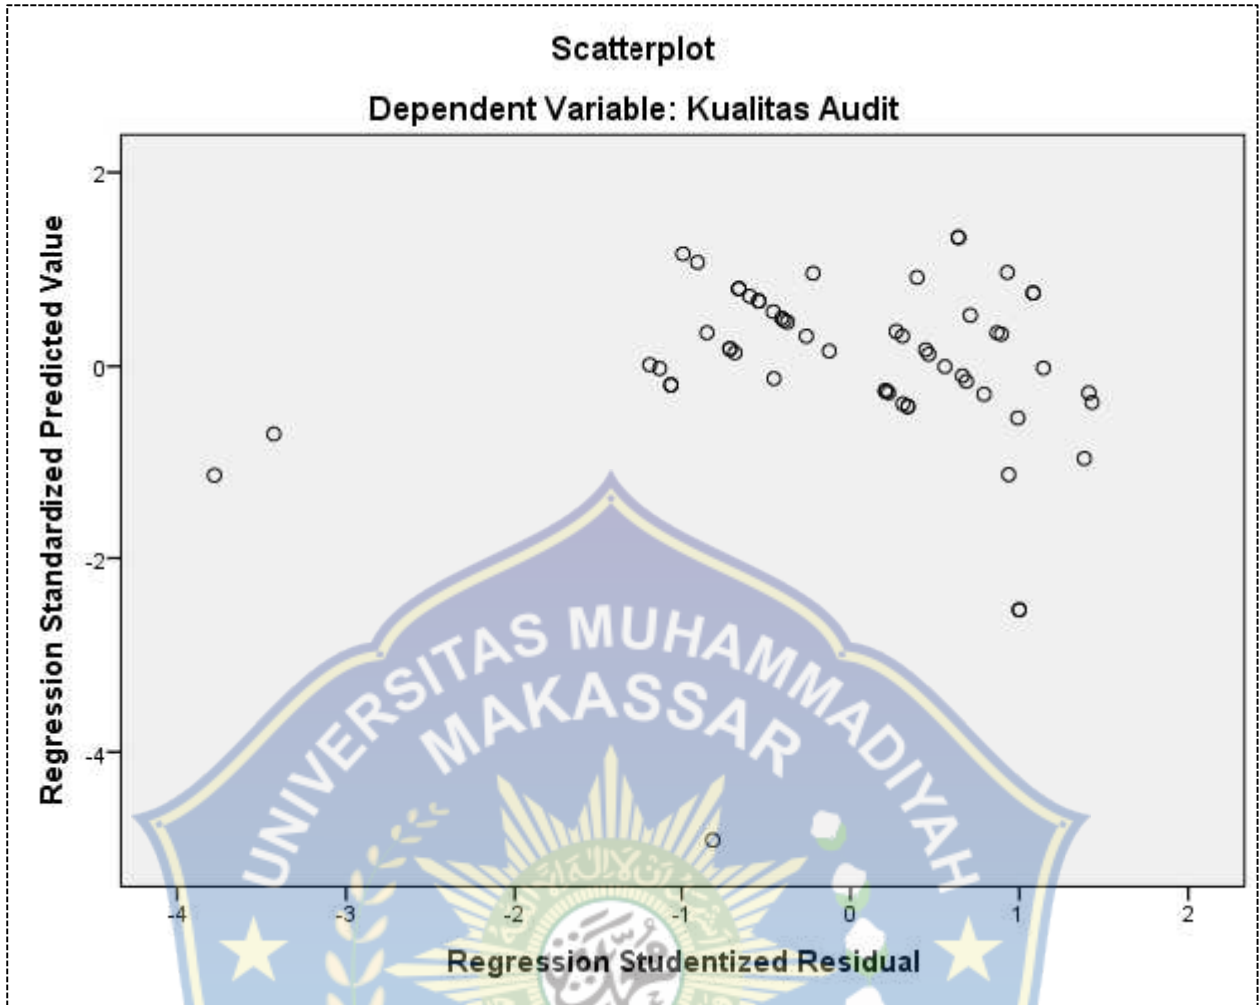 Scatterplot
Dependent Variable: Kualitas Audit
Regression Standardized Predicted Value
2
0
-2
-4
-4
-3
-2
-1
0
1
2
Regression Studentized Residual
UNIVERSITAS MUHAMMADIYAH
MAKASSAR